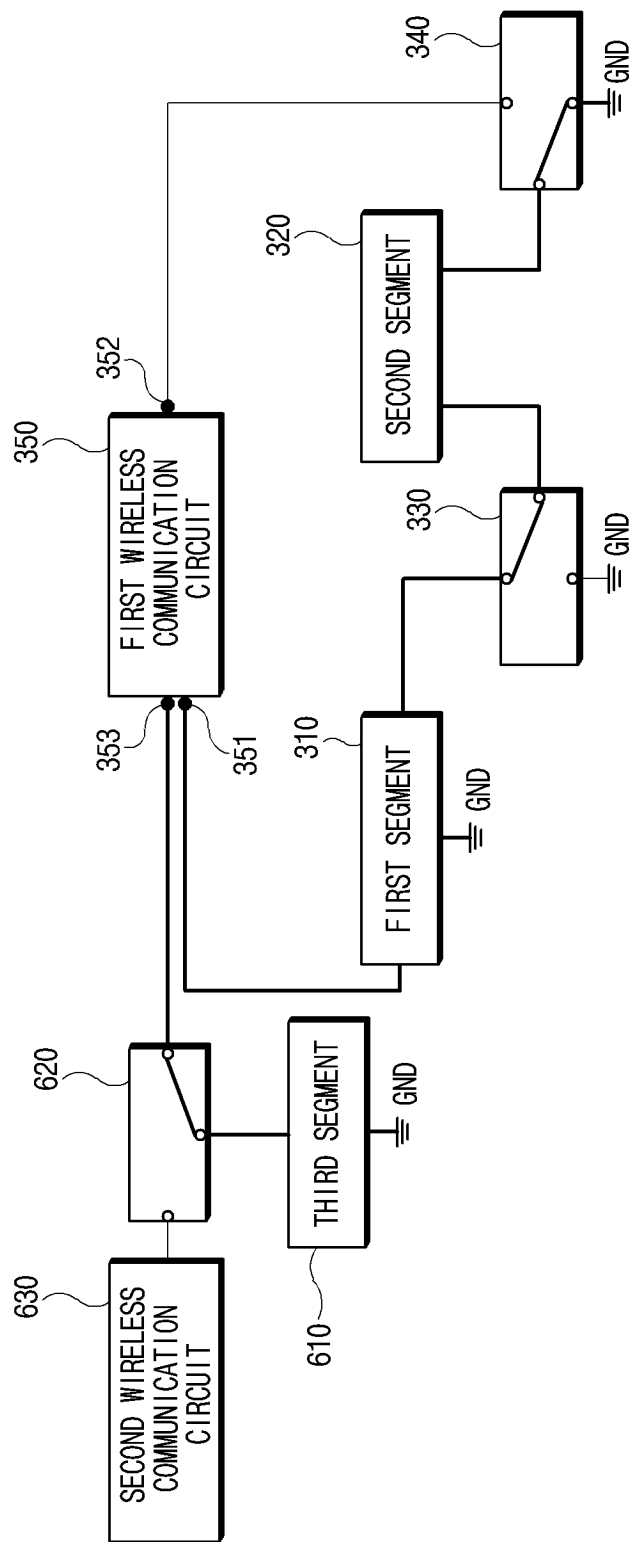 630
SECOND WIRELESS
COMMUNICATION
CIRCUIT
620
353
351
350
FIRST WIRELESS
COMMUNICATION
CIRCUIT
352
610
THIRD SEGMENT
GND
310
FIRST SEGMENT
GND
330
GND
320
SECOND SEGMENT
340
GND